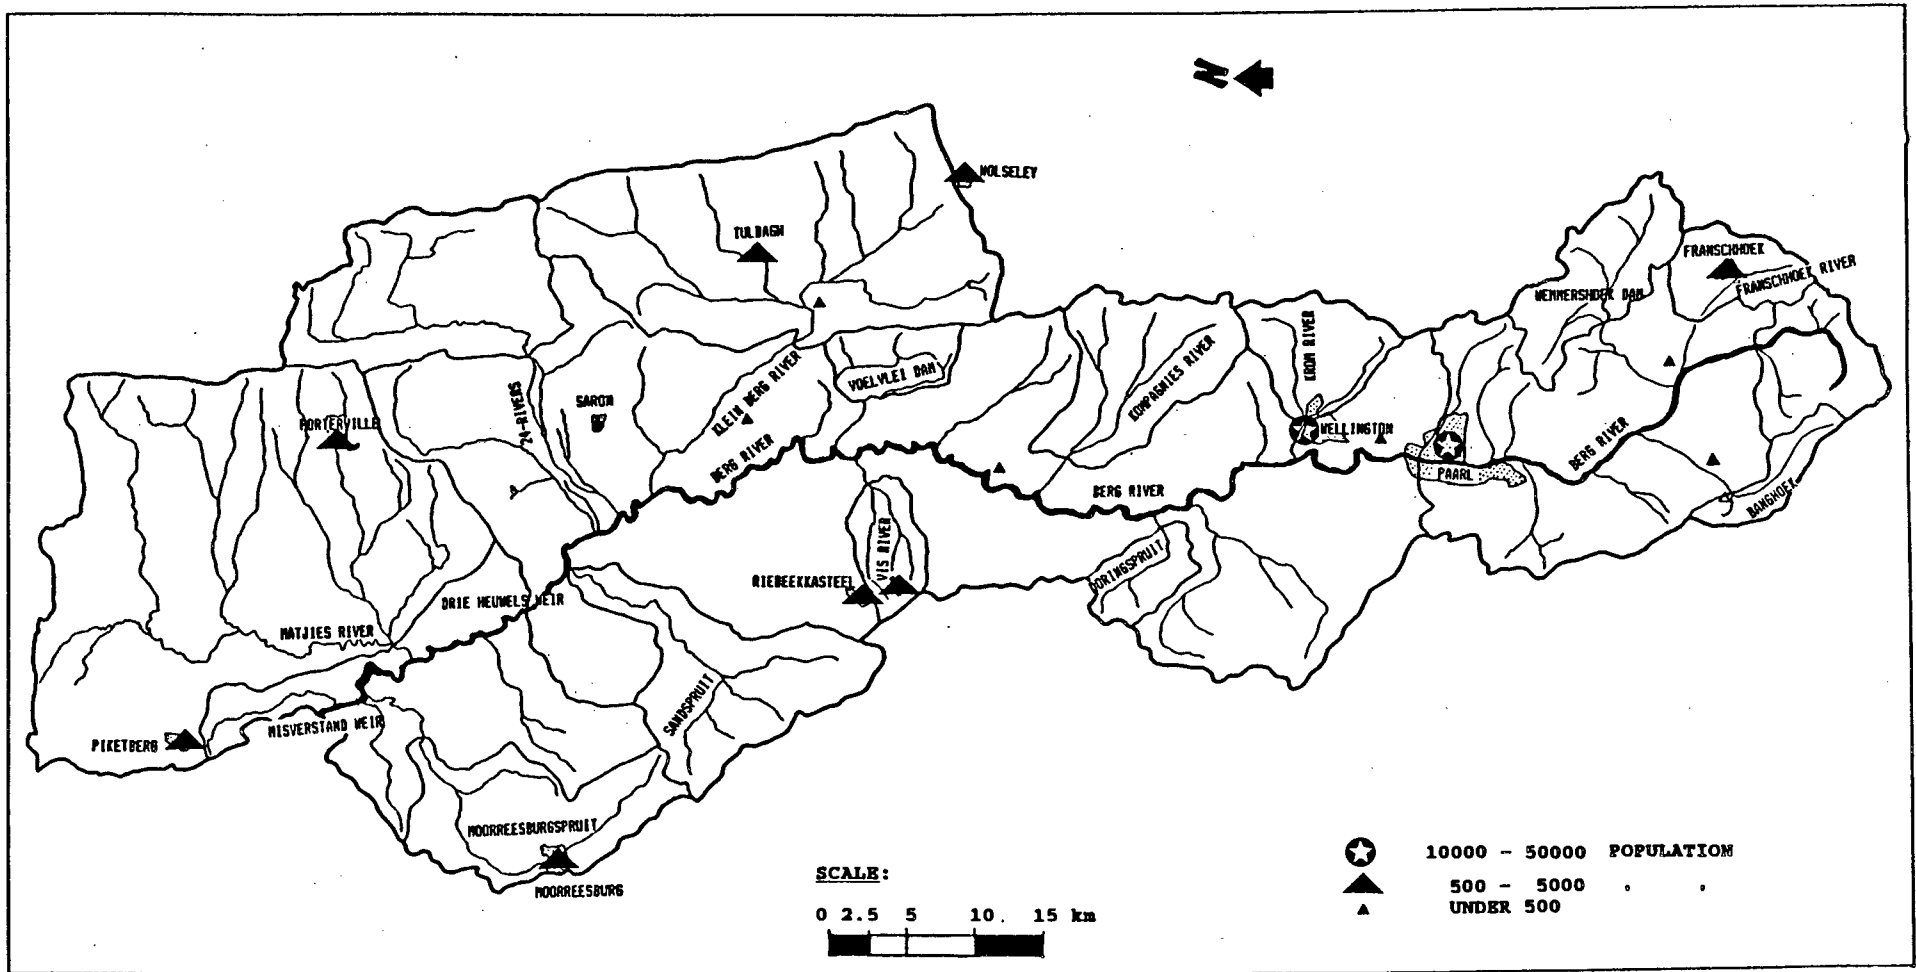 N
WOLSELEY
TULBAGH
FRANSCHHOEK
FRANSCHHOEK RIVER
WEMMERSHOEK DAM
KROM RIVER
KOMPAGNIES RIVER
VOELVLEI DAM
KLEIN BERG RIVER
24-RIVERS
SARON
PORTERVILLE
WELLINGTON
BERG RIVER
BERG RIVER
PAARL
BERG RIVER
BANGHOEK
VIS RIVER
DORINGSPRUIT
RIEBEEKKASTEEL
DRIE HEUWELS WEIR
MATJIES RIVER
SANDSPRUIT
MISVERSTAND WEIR
PIKETBERG
MOORREESBURGSPRUIT
MOORREESBURG
SCALE:
0 2.5 5 10. 15 km
10000 - 50000 POPULATION
500 - 5000 " "
UNDER 500